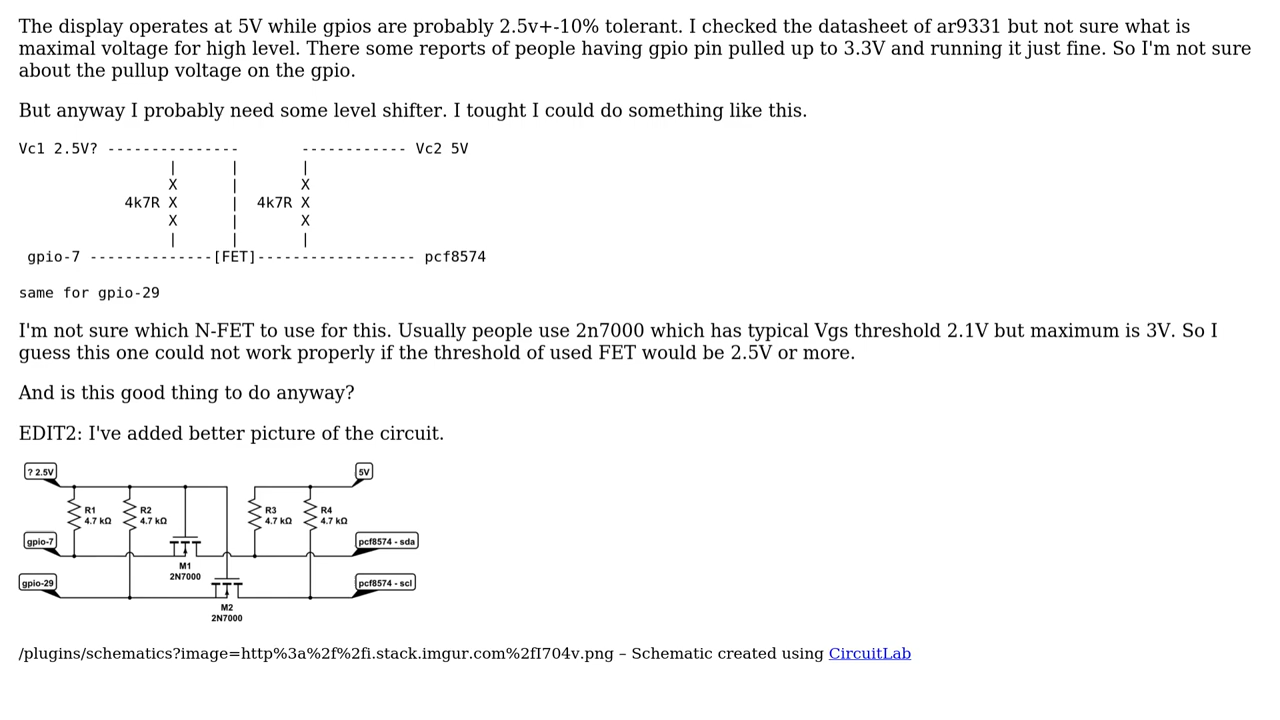 The display operates at 5V while gpios are probably 2.5v+-10% tolerant. I checked the datasheet of ar9331 but not sure what is
maximal voltage for high level. There some reports of people having gpio pin pulled up to 3.3V and running it just fine. So I'm not sure
about the pullup voltage on the gpio.
But anyway I probably need some level shifter. I tought I could do something like this.
Vc1 2.5V? --------------- ------------ Vc2 5V
| | |
X | X
4k7R X | 4k7R X
X | X
| | |
gpio-7 --------------[FET]------------------ pcf8574
same for gpio-29
I'm not sure which N-FET to use for this. Usually people use 2n7000 which has typical Vgs threshold 2.1V but maximum is 3V. So I
guess this one could not work properly if the threshold of used FET would be 2.5V or more.
And is this good thing to do anyway?
EDIT2: I've added better picture of the circuit.
? 2.5V 5V
R1 R2 R3 R4
4.7 kΩ 4.7 kΩ 4.7 kΩ 4.7 kΩ
gpio-7 pcf8574 - sda
M1
2N7000
gpio-29 pcf8574 - scl
M2
2N7000
/plugins/schematics?image=http%3a%2f%2fi.stack.imgur.com%2fI704v.png – Schematic created using CircuitLab